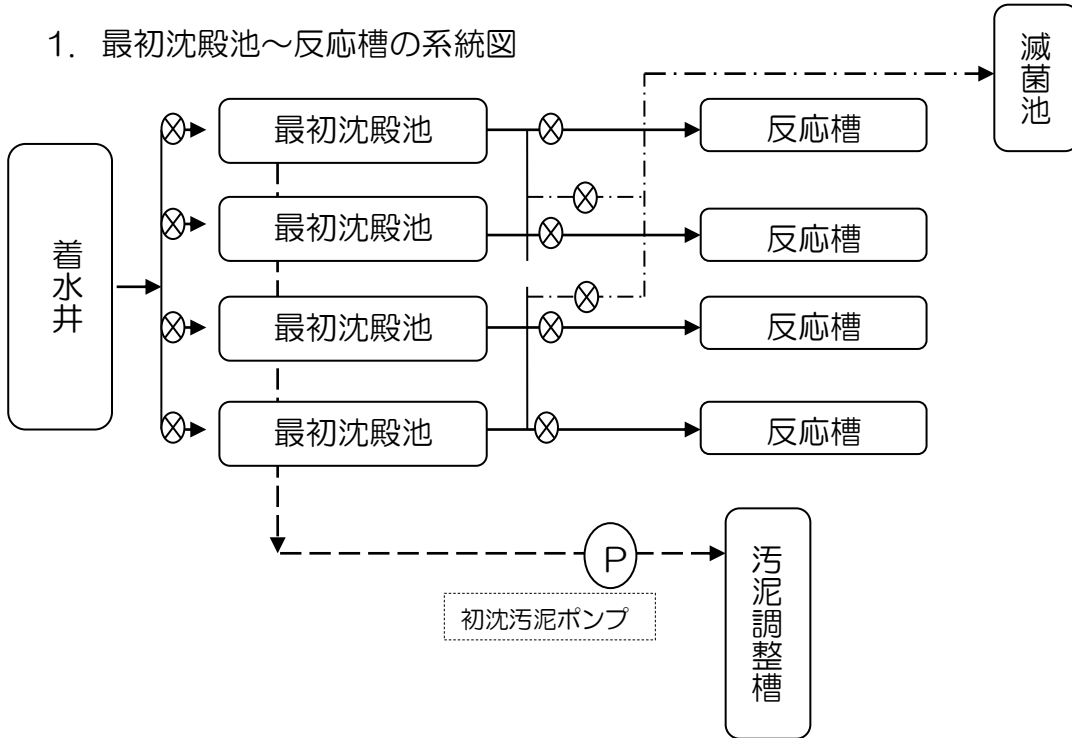 1．最初沈殿池～反応槽の系統図
滅菌池
着水井
最初沈殿池
反応槽
最初沈殿池
反応槽
最初沈殿池
反応槽
最初沈殿池
反応槽
P
初沈汚泥ポンプ
汚泥調整槽